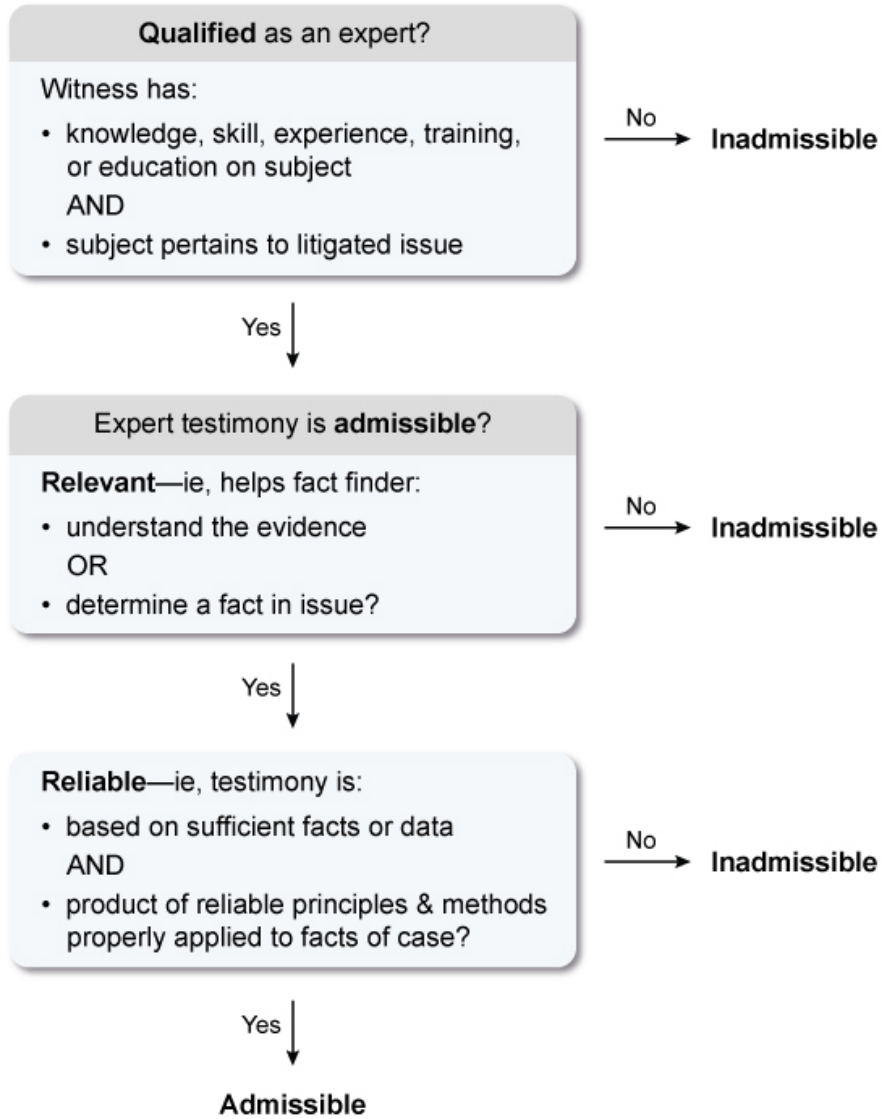 Qualified as an expert?
Witness has:
• knowledge, skill, experience, training,
or education on subject
AND
• subject pertains to litigated issue
No
Inadmissible
Yes
Expert testimony is admissible?
Relevant—ie, helps fact finder:
• understand the evidence
OR
• determine a fact in issue?
No
Inadmissible
Yes
Reliable—ie, testimony is:
• based on sufficient facts or data
AND
• product of reliable principles & methods
properly applied to facts of case?
No
Inadmissible
Yes
Admissible